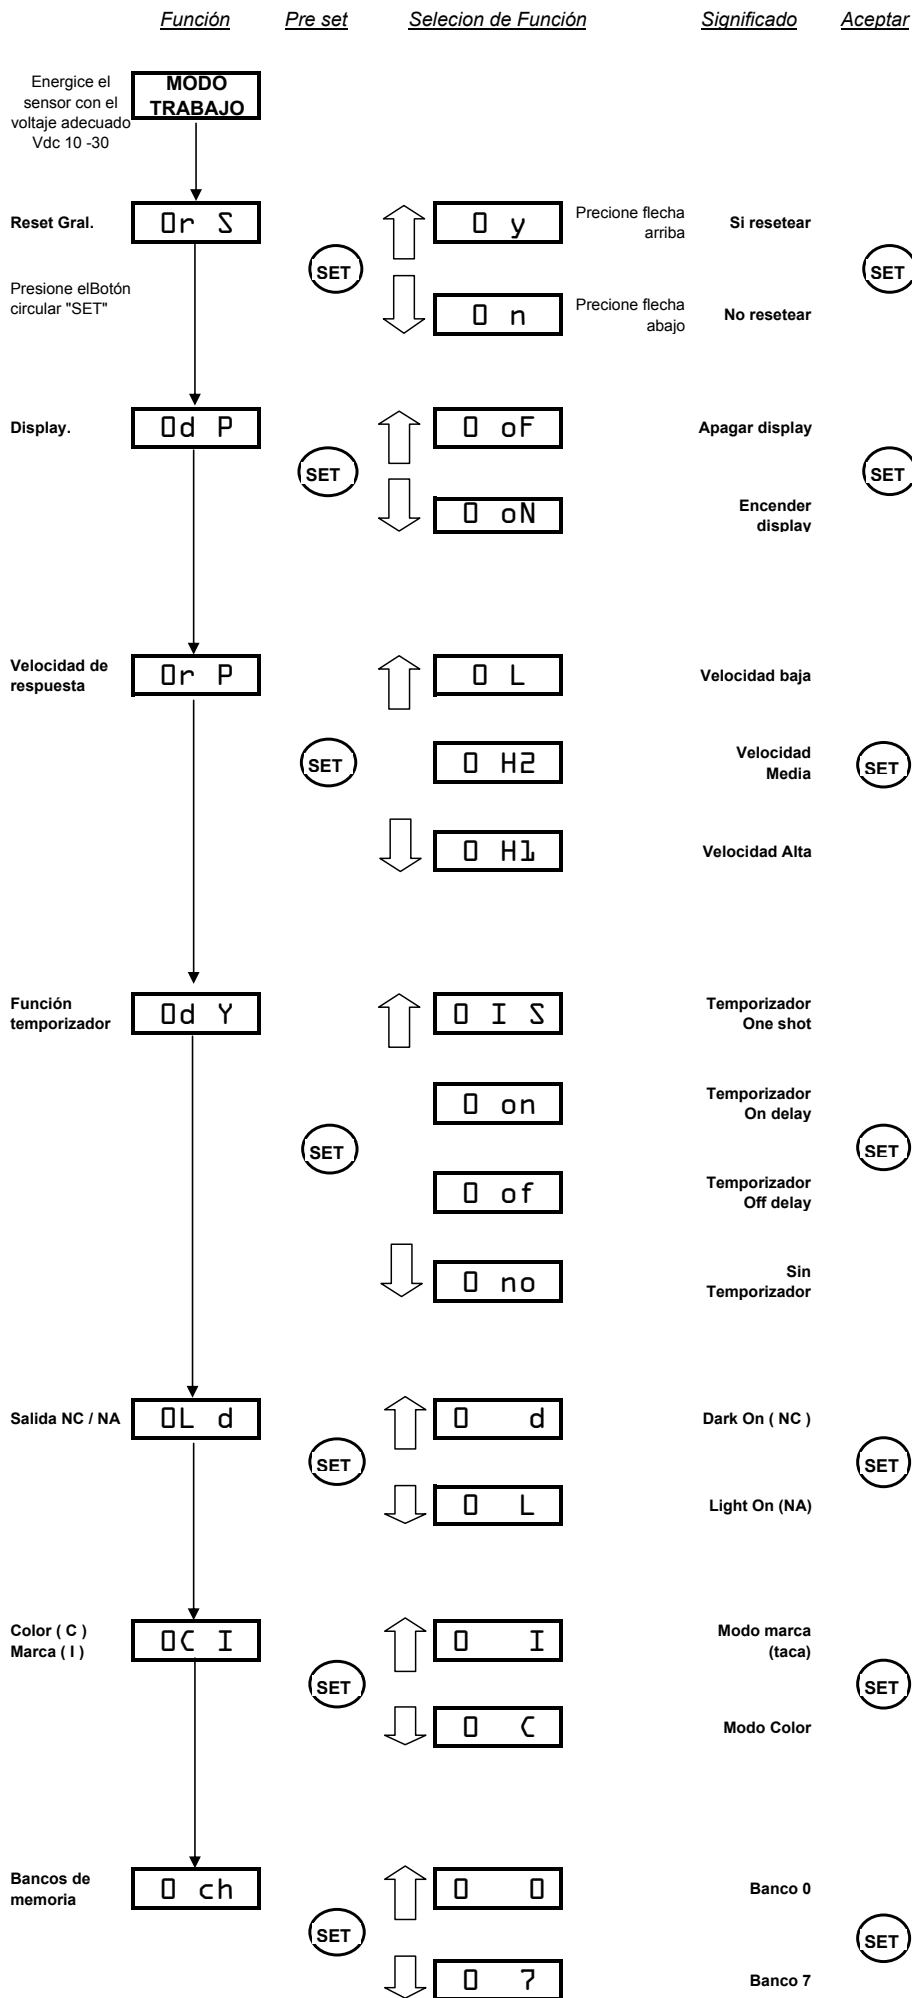 Función Pre set Selecion de Función Significado Aceptar
Energice el
sensor con el
voltaje adecuado
Vdc 10 -30
MODO
TRABAJO
Reset Gral.
0r S
0 y
Precione flecha
arriba
Si resetear
SET
SET
Presione elBotón
circular "SET"
0 n
Precione flecha
abajo
No resetear
Display.
0d P
0 oF
Apagar display
SET
SET
0 oN
Encender
display
Velocidad de
respuesta
0r P
0 L
Velocidad baja
SET
0 H2
Velocidad
Media
SET
0 H1
Velocidad Alta
Función
temporizador
0d Y
0 I S
Temporizador
One shot
0 on
Temporizador
On delay
SET
SET
0 of
Temporizador
Off delay
0 no
Sin
Temporizador
Salida NC / NA
0L d
0 d
Dark On ( NC )
SET
SET
0 L
Light On (NA)
Color ( C )
Marca ( I )
0C I
0 I
Modo marca
(taca)
SET
SET
0 C
Modo Color
Bancos de
memoria
0 ch
0 0
Banco 0
SET
SET
0 7
Banco 7